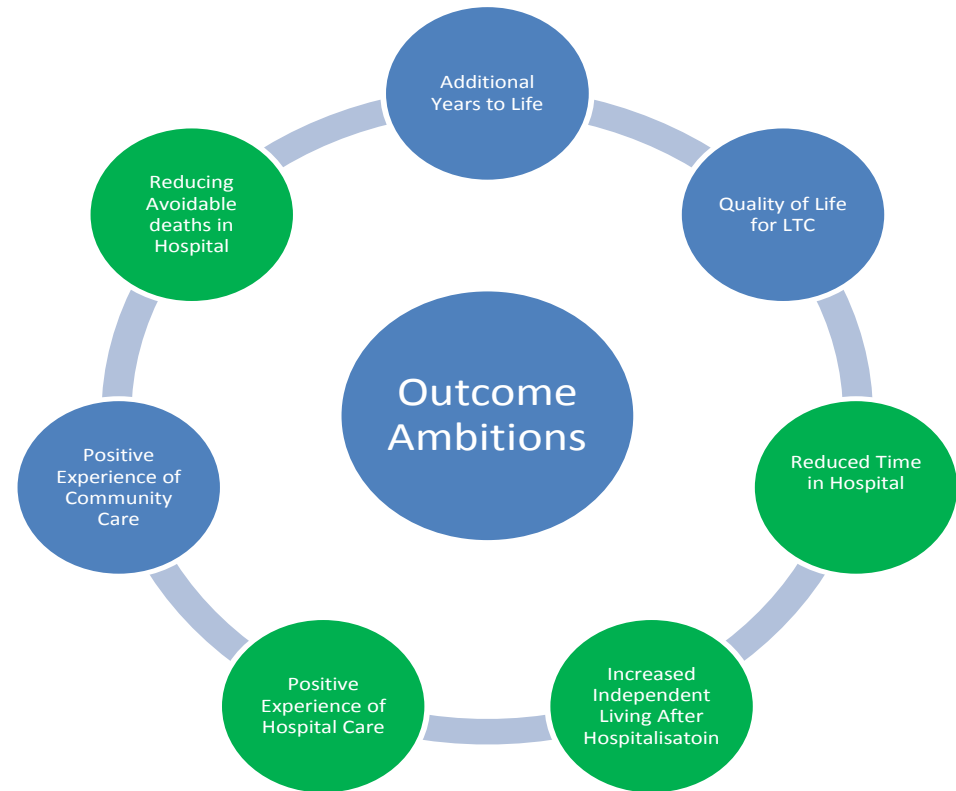 Additional
Years to Life
Quality of Life
for LTC
Reduced Time
in Hospital
Increased
Independent
Living After
Hospitalisatoin
Positive
Experience of
Hospital Care
Positive
Experience of
Community
Care
Reducing
Avoidable
deaths in
Hospital
Outcome
Ambitions